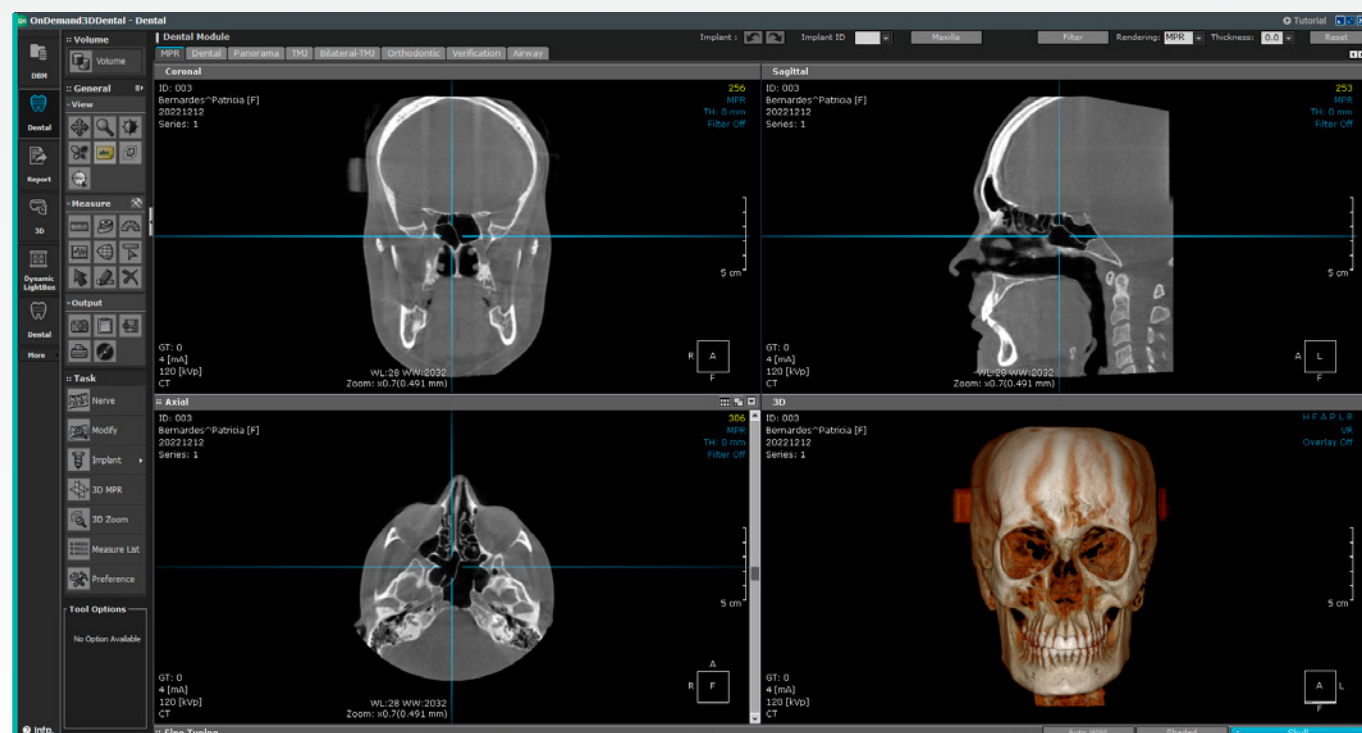 On OnDemand3DDental - Dental
Tutorial
DBM
Dental
Report
3D
Dynamic
LightBox
Dental
More
Info.
Volume
Volume
General
View
abc
Measure
Output
Task
Nerve
Modify
Implant
3D MPR
3D Zoom
Measure List
Preference
Tool Options
No Option Available
Dental Module
Implant : Implant ID Maxilla Filter Rendering: MPR Thickness: 0.0 Reset
MPR Dental Panorama TMJ Bilateral-TMJ Orthodontic Verification Airway
Coronal
ID: 003
Bernardes^Patricia [F]
20221212
Series: 1
256
MPR
TH: 0 mm
Filter Off
5 cm
GT: 0
4 [mA]
120 [kVp]
CT
WL:28 WW:2032
Zoom: x0.7(0.491 mm)
R A
F
Sagittal
ID: 003
Bernardes^Patricia [F]
20221212
Series: 1
253
MPR
TH: 0 mm
Filter Off
5 cm
GT: 0
4 [mA]
120 [kVp]
CT
WL:28 WW:2032
Zoom: x0.7(0.491 mm)
A L
F
Axial
ID: 003
Bernardes^Patricia [F]
20221212
Series: 1
306
MPR
TH: 0 mm
Filter Off
5 cm
GT: 0
4 [mA]
120 [kVp]
CT
WL:28 WW:2032
Zoom: x0.7(0.491 mm)
A
R F
3D
ID: 003
Bernardes^Patricia [F]
20221212
Series: 1
H F A P L R
VR
Overlay Off
5 cm
GT: 0
4 [mA]
120 [kVp]
CT
A L
F
Fine Tuning
Auto W/W Shaded Skull